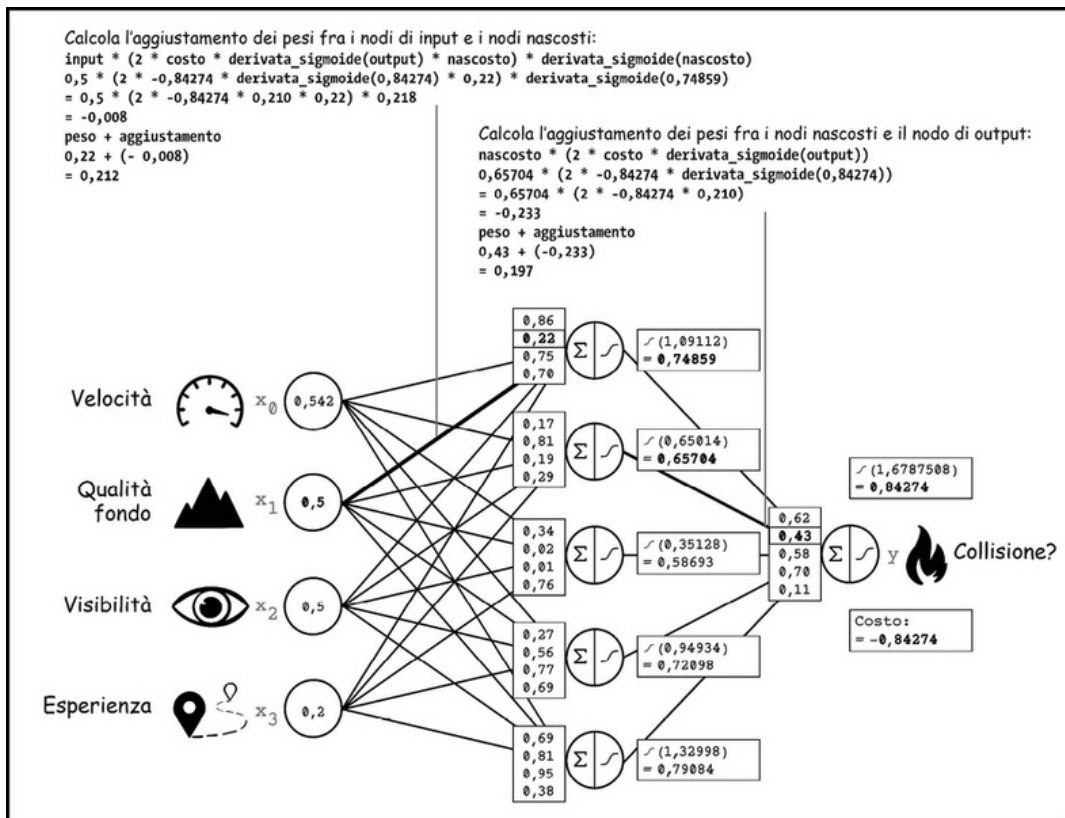 Calcola l'aggiustamento dei pesi fra i nodi di input e i nodi nascosti:
input * (2 * costo * derivata_sigmoide(output) * nascosto) * derivata_sigmoide(nascosto)
0,5 * (2 * -0,84274 * derivata_sigmoide(0,84274) * 0,22) * derivata_sigmoide(0,74859)
= 0,5 * (2 * -0,84274 * 0,210 * 0,22) * 0,218
= -0,008
peso + aggiustamento
0,22 + (- 0,008)
= 0,212
Calcola l'aggiustamento dei pesi fra i nodi nascosti e il nodo di output:
nascosto * (2 * costo * derivata_sigmoide(output))
0,65704 * (2 * -0,84274 * derivata_sigmoide(0,84274))
= 0,65704 * (2 * -0,84274 * 0,210)
= -0,233
peso + aggiustamento
0,43 + (-0,233)
= 0,197
Velocità x0 0,542
Qualità
fondo x1 0,5
Visibilità x2 0,5
Esperienza x3 0,2
0,86
0,22
0,75
0,70
Σ
(1,09112)
= 0,74859
0,17
0,81
0,19
0,29
Σ
(0,65014)
= 0,65704
0,34
0,02
0,01
0,76
Σ
(0,35128)
= 0,58693
0,27
0,56
0,77
0,69
Σ
(0,94934)
= 0,72098
0,69
0,81
0,95
0,38
Σ
(1,32998)
= 0,79084
0,62
0,43
0,58
0,70
0,11
Σ
(1,6787508)
= 0,84274
y Collisione?
Costo:
= -0,84274